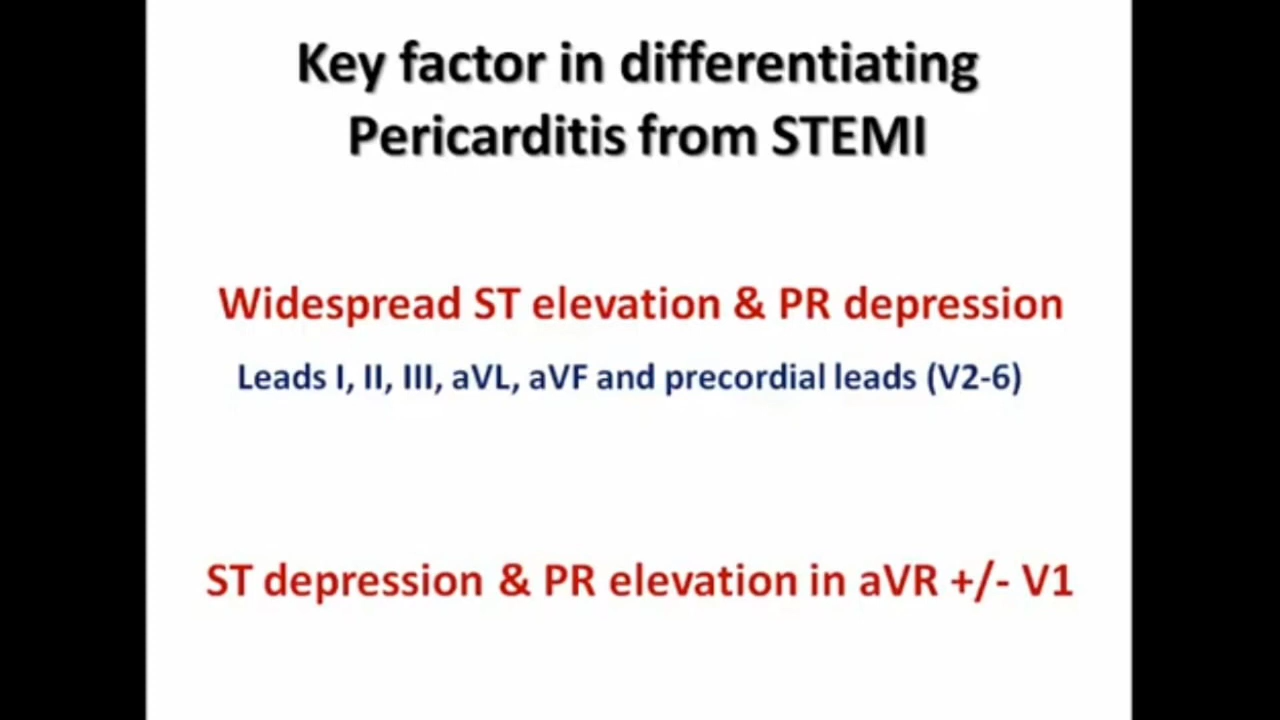 Key factor in differentiating
Pericarditis from STEMI
Widespread ST elevation & PR depression
Leads I, II, III, aVL, aVF and precordial leads (V2-6)
ST depression & PR elevation in aVR +/- V1